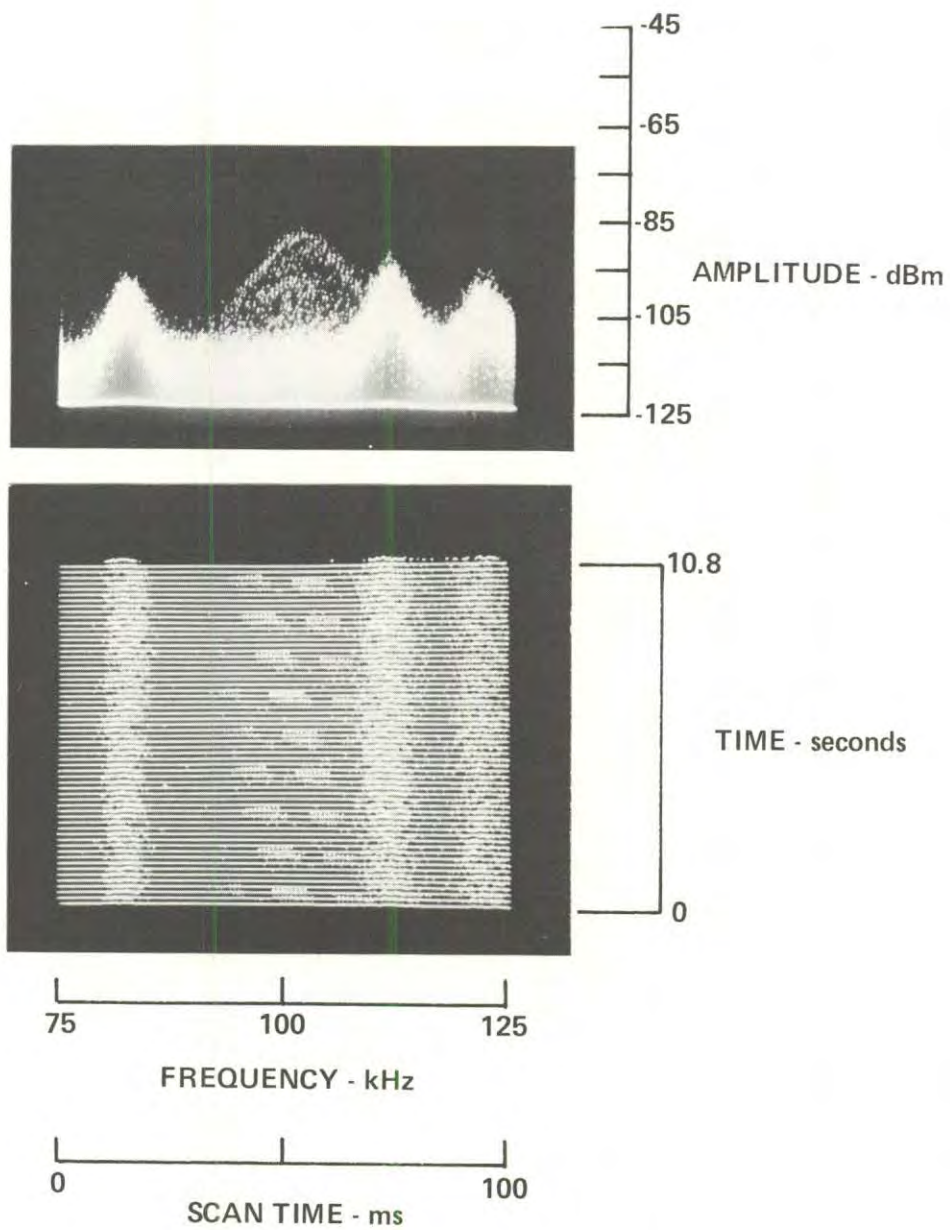 -45
-65
-85
AMPLITUDE - dBm
-105
-125
10.8
TIME - seconds
0
75 100 125
FREQUENCY - kHz
0 100
SCAN TIME - ms